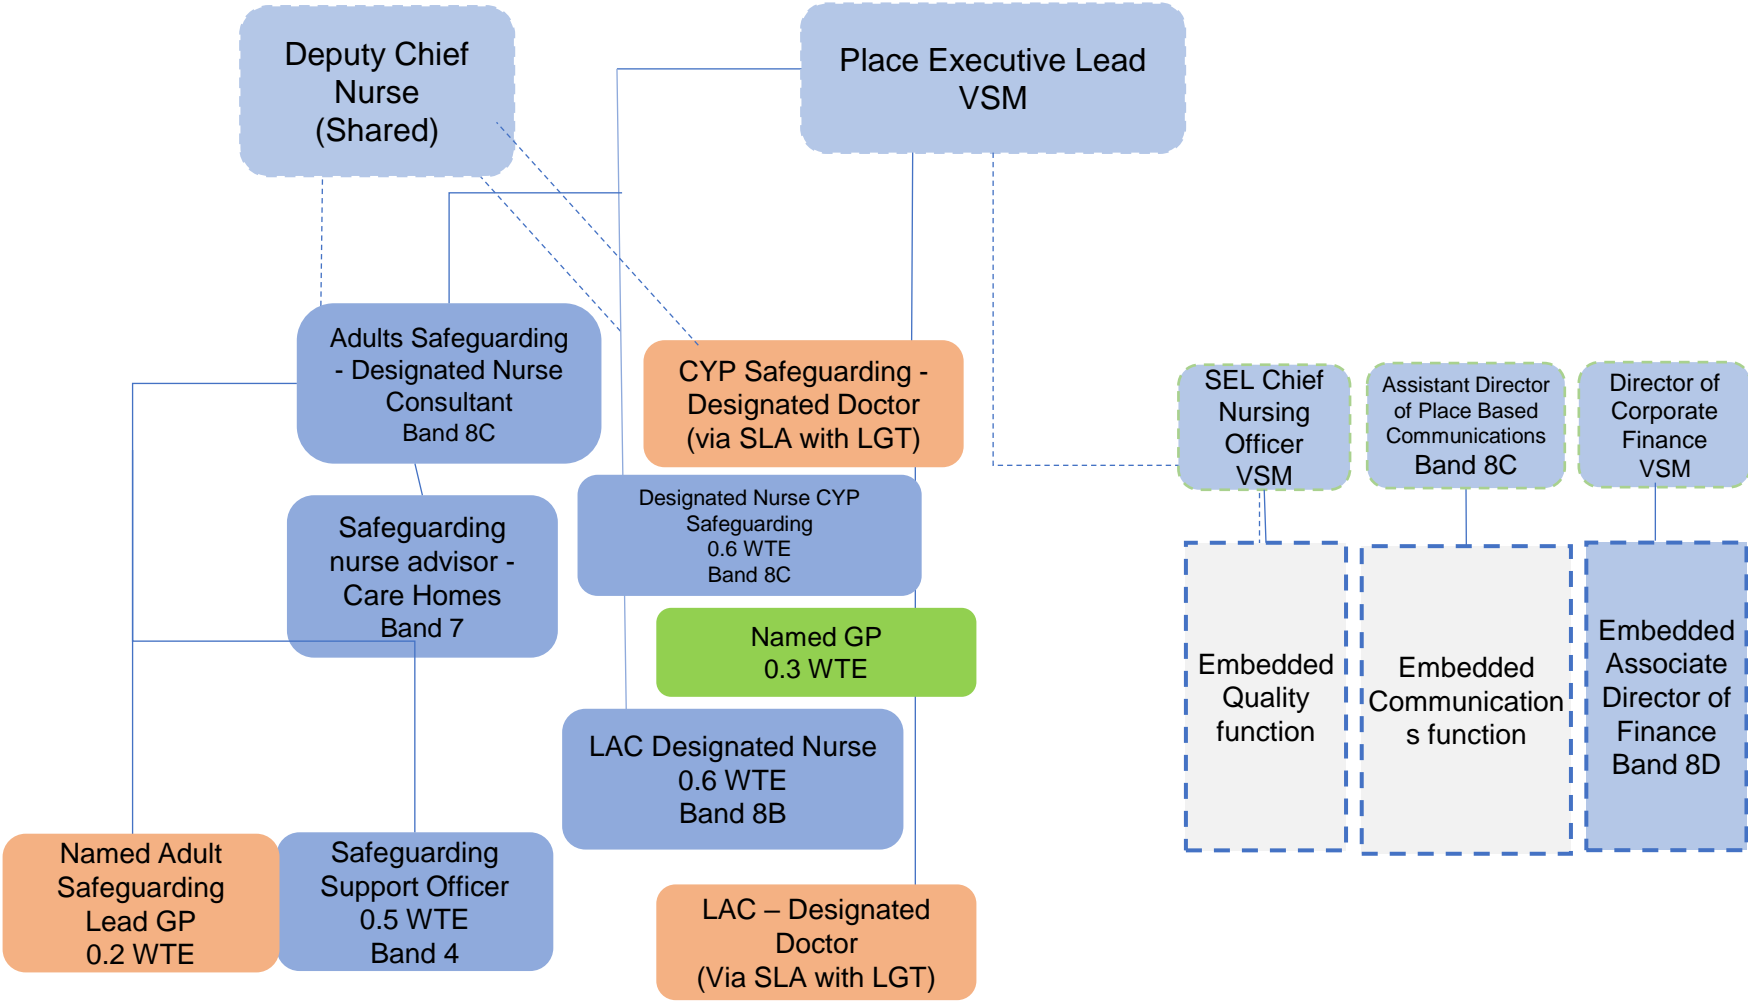 Deputy Chief
Nurse
(Shared)
Place Executive Lead
VSM
Adults Safeguarding
- Designated Nurse
Consultant
Band 8C
CYP Safeguarding -
Designated Doctor
(via SLA with LGT)
SEL Chief
Nursing
Officer
VSM
Assistant Director
of Place Based
Communications
Band 8C
Director of
Corporate
Finance
VSM
Safeguarding
nurse advisor -
Care Homes
Band 7
Designated Nurse CYP
Safeguarding
0.6 WTE
Band 8C
Named GP
0.3 WTE
Embedded
Quality
function
Embedded
Communication
s function
Embedded
Associate
Director of
Finance
Band 8D
LAC Designated Nurse
0.6 WTE
Band 8B
Named Adult
Safeguarding
Lead GP
0.2 WTE
Safeguarding
Support Officer
0.5 WTE
Band 4
LAC – Designated
Doctor
(Via SLA with LGT)